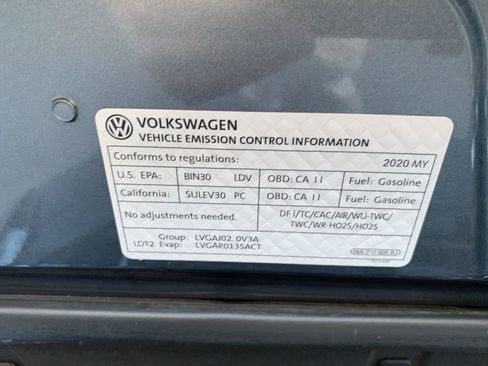 VOLKSWAGEN
VEHICLE EMISSION CONTROL INFORMATION
Conforms to regulations: 2020 MY
U.S. EPA: BIN30 LDV OBD: CA II Fuel: Gasoline
California: SULEV30 PC OBD: CA II Fuel: Gasoline
No adjustments needed. DFI/TC/CAC/AIR/WU-TWC/
TWC/WR-HO2S/HO2S
Group: LVGAJ02.0V3A
LDT2 Evap: LVGAR0135ACT